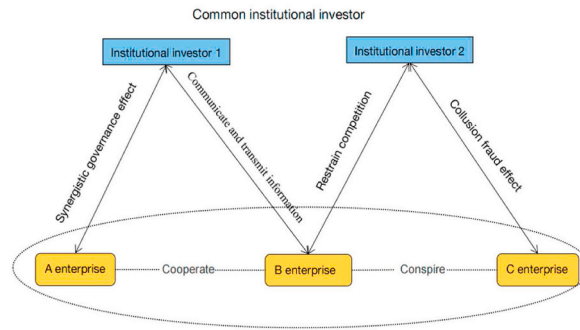 Common institutional investor
Institutional investor 1
Institutional investor 2
Synergistic governance effect
Communicate and transmit information
Restrain competition
Collusion fraud effect
A enterprise
Cooperate
B enterprise
Conspire
C enterprise